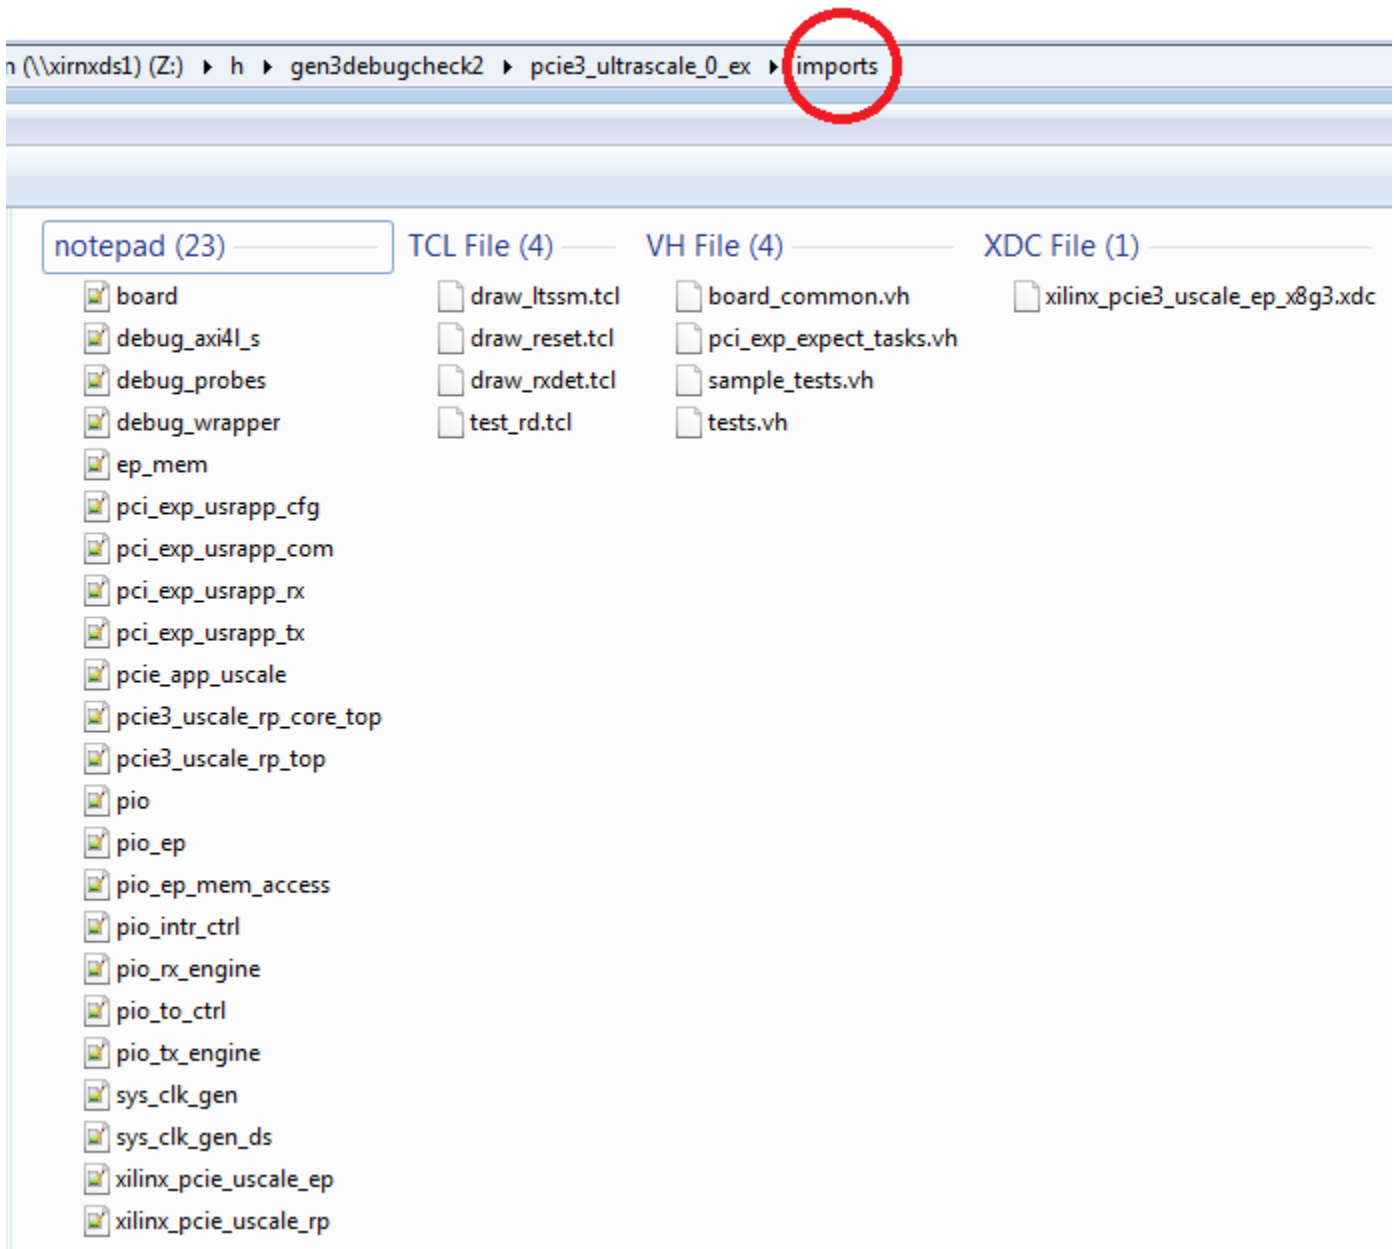 n (\\xirnxds1) (Z:) ▸ h ▸ gen3debugcheck2 ▸ pcie3_ultrascale_0_ex ▸ imports
notepad (23) TCL File (4) VH File (4) XDC File (1)
board draw_ltssm.tcl board_common.vh xilinx_pcie3_uscale_ep_x8g3.xdc
debug_axi4l_s draw_reset.tcl pci_exp_expect_tasks.vh
debug_probes draw_rxdet.tcl sample_tests.vh
debug_wrapper test_rd.tcl tests.vh
ep_mem
pci_exp_usrapp_cfg
pci_exp_usrapp_com
pci_exp_usrapp_rx
pci_exp_usrapp_tx
pcie_app_uscale
pcie3_uscale_rp_core_top
pcie3_uscale_rp_top
pio
pio_ep
pio_ep_mem_access
pio_intr_ctrl
pio_rx_engine
pio_to_ctrl
pio_tx_engine
sys_clk_gen
sys_clk_gen_ds
xilinx_pcie_uscale_ep
xilinx_pcie_uscale_rp